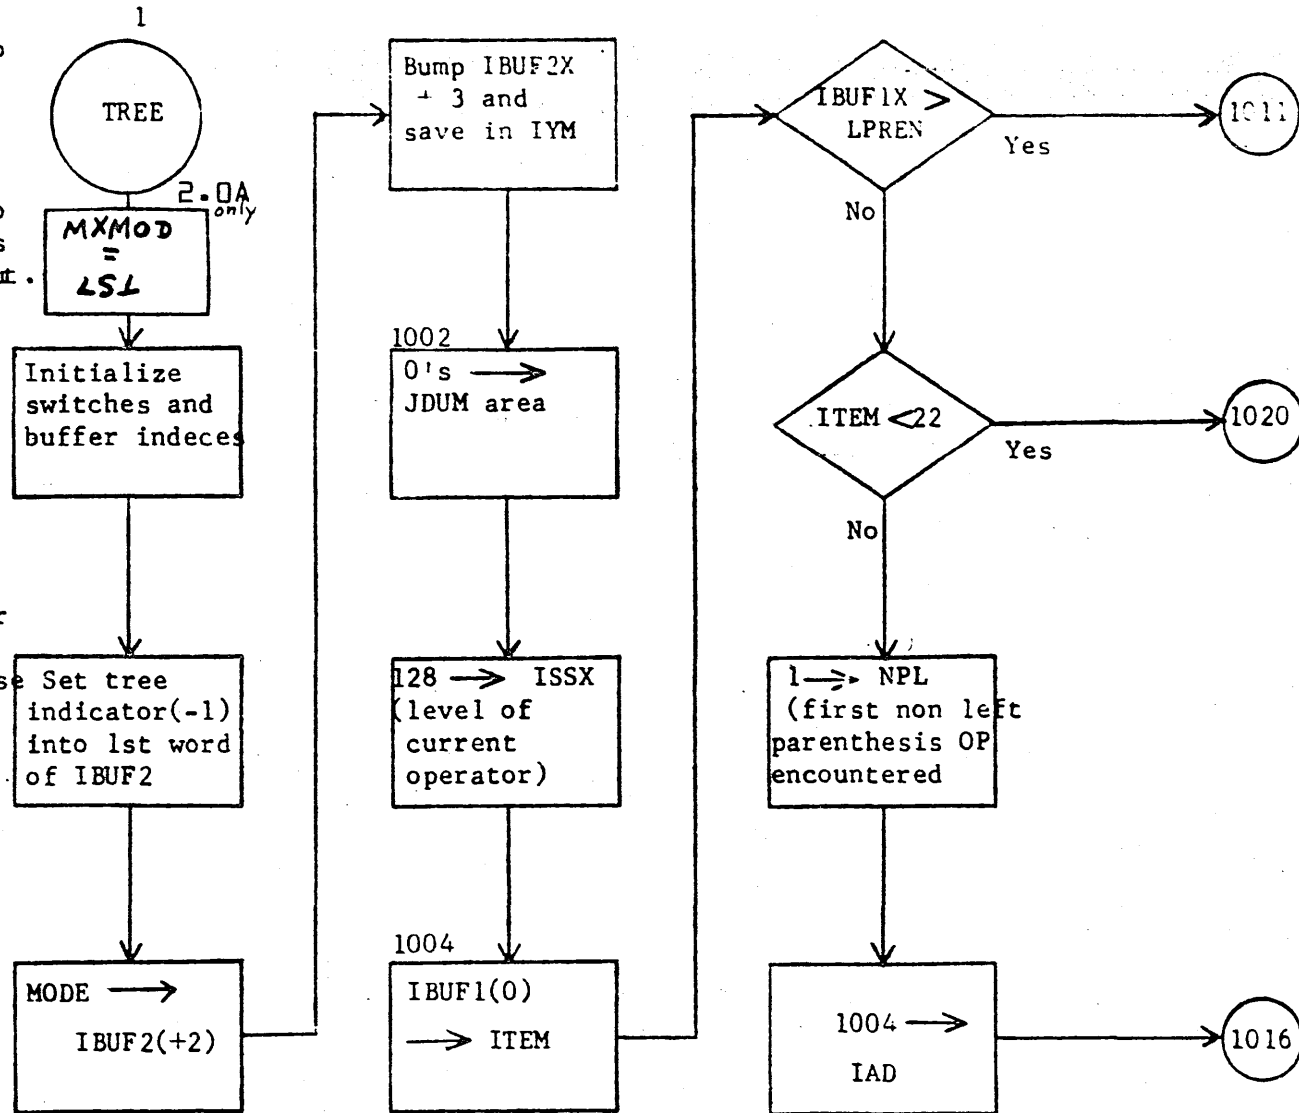 1
TREE
2.0A
only
MXMOD
=
LST
Initialize
switches and
buffer indeces
Set tree
indicator(-1)
into 1st word
of IBUF2
MODE →
IBUF2(+2)
Bump IBUF2X
+ 3 and
save in IYM
1002
0's →
JDUM area
128 → ISSX
(level of
current
operator)
1004
IBUF1(0)
→ ITEM
IBUF1X >
LPREN
Yes
No
1011
ITEM <22
Yes
No
1020
1→ NPL
(first non left
parenthesis OP
encountered
1004 →
IAD
1016